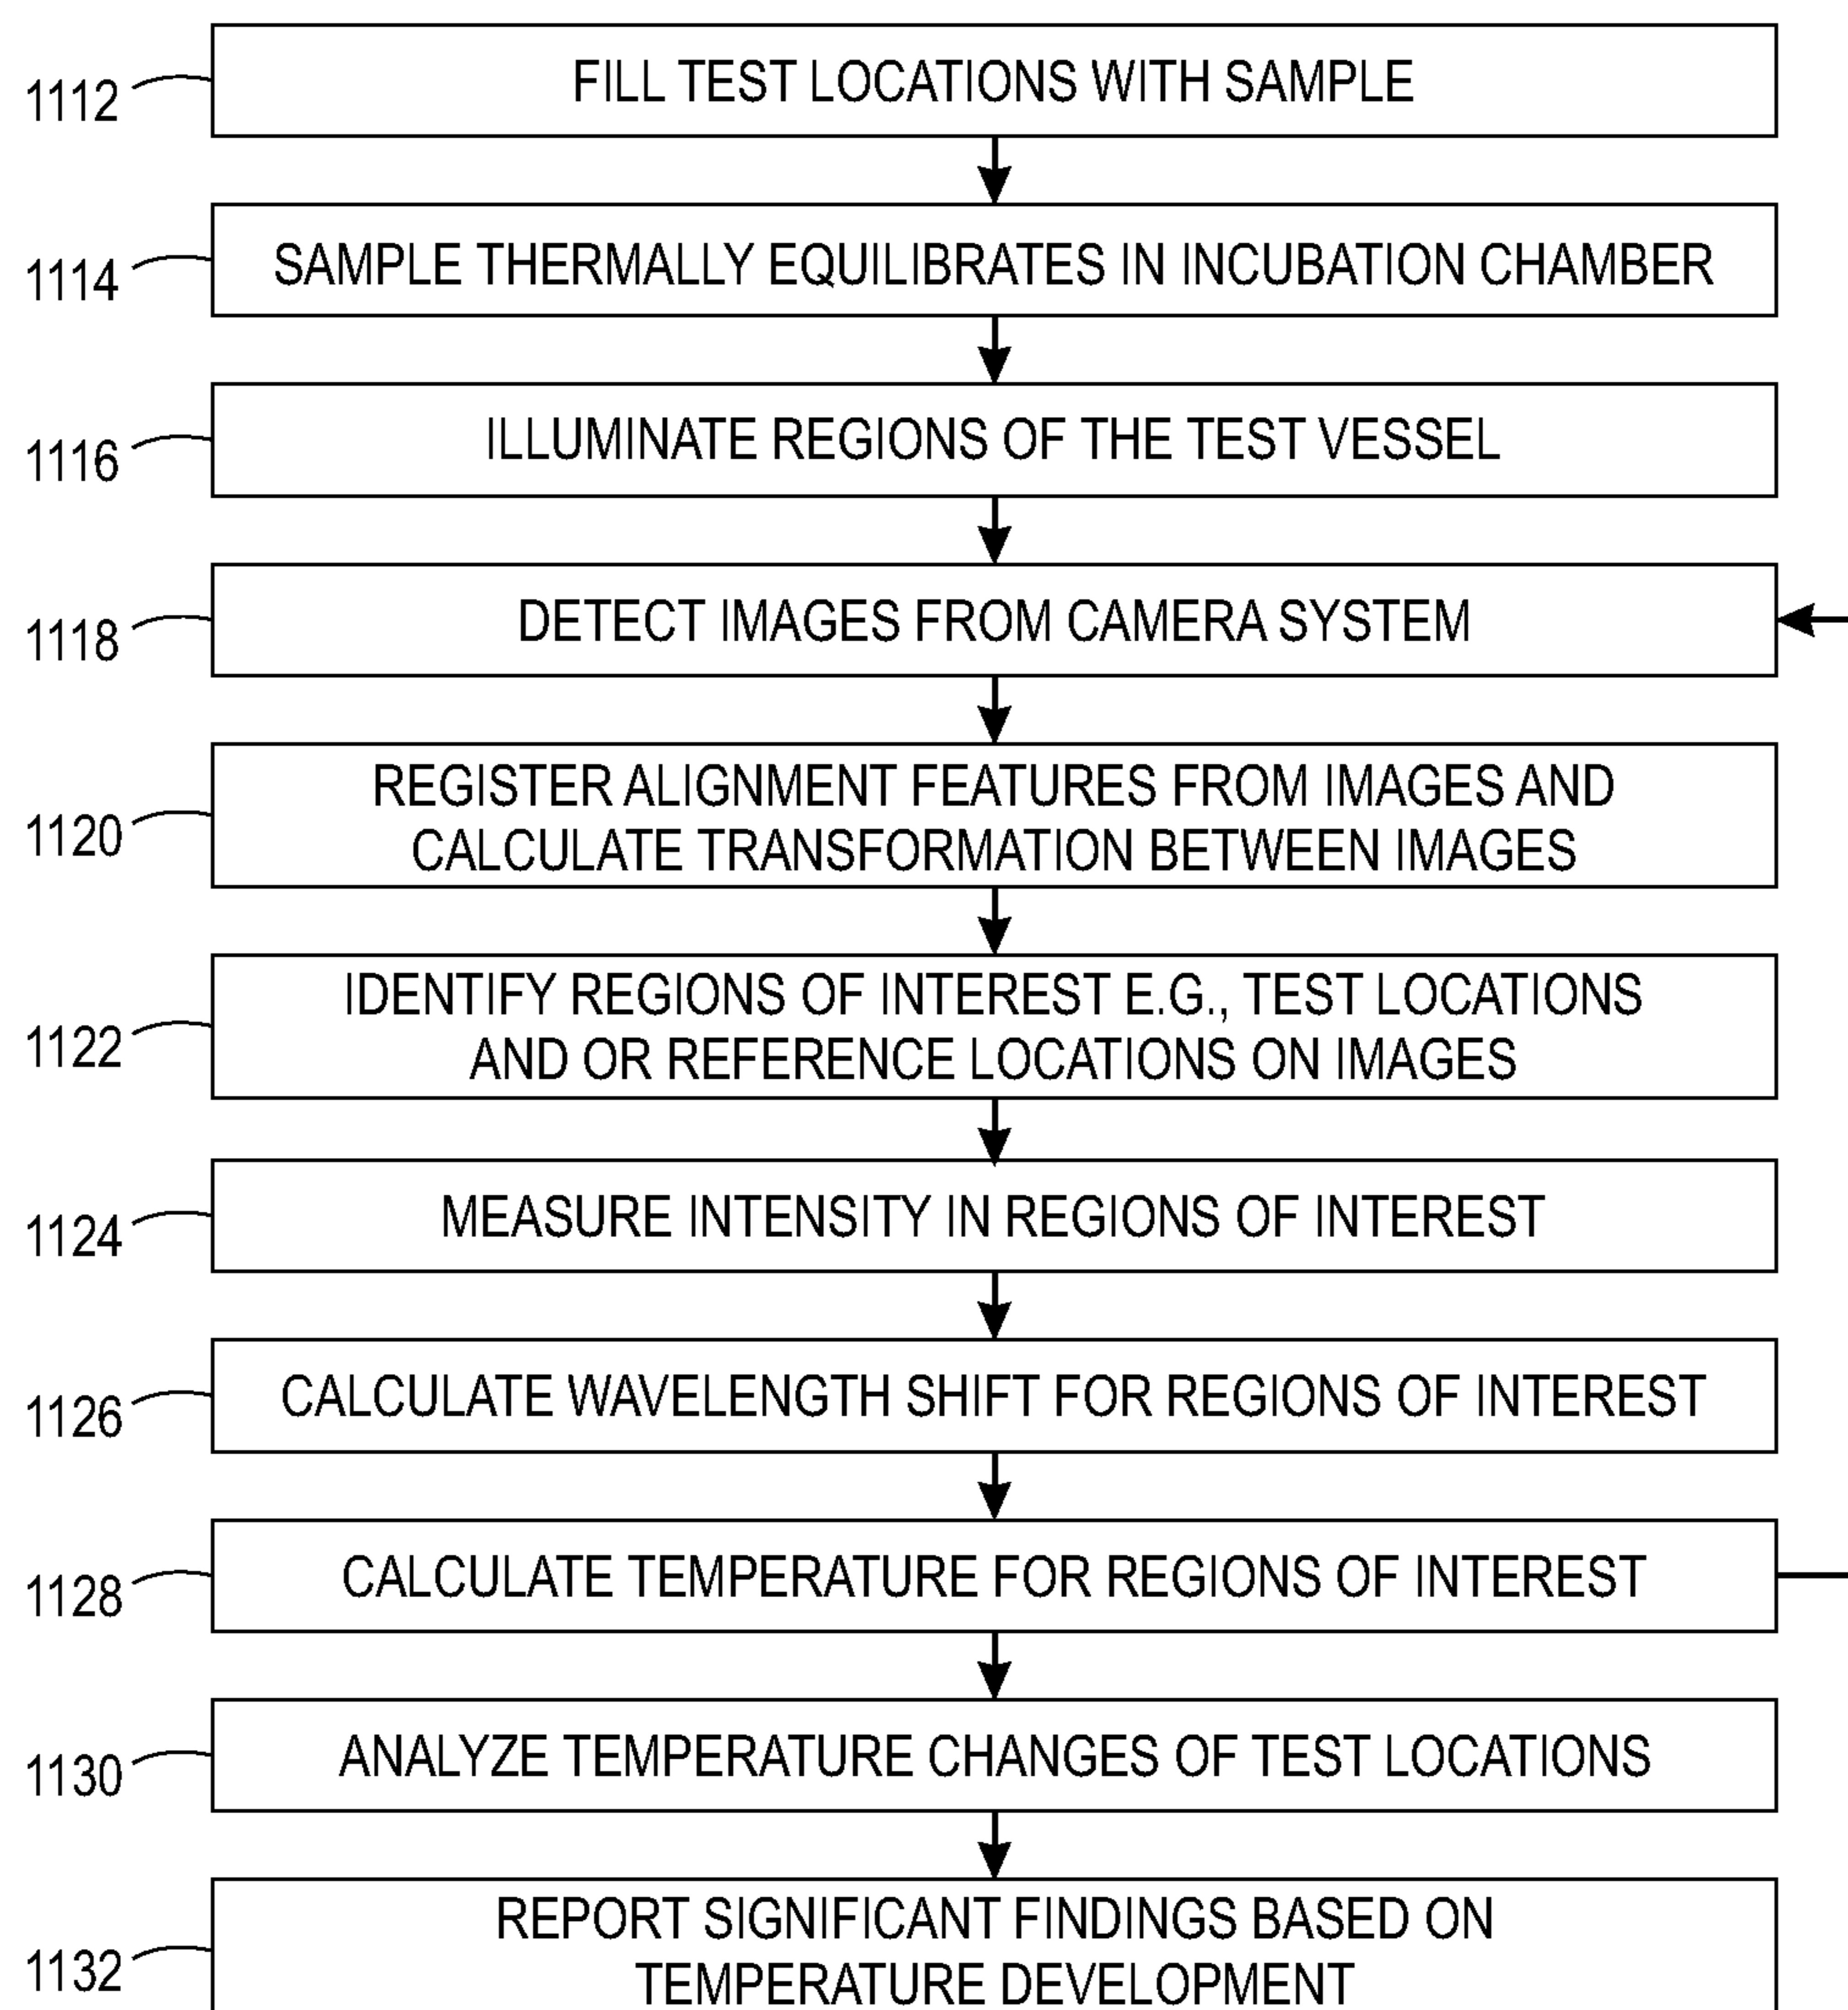 1112
FILL TEST LOCATIONS WITH SAMPLE
1114
SAMPLE THERMALLY EQUILIBRATES IN INCUBATION CHAMBER
1116
ILLUMINATE REGIONS OF THE TEST VESSEL
1118
DETECT IMAGES FROM CAMERA SYSTEM
1120
REGISTER ALIGNMENT FEATURES FROM IMAGES AND
CALCULATE TRANSFORMATION BETWEEN IMAGES
1122
IDENTIFY REGIONS OF INTEREST E.G., TEST LOCATIONS
AND OR REFERENCE LOCATIONS ON IMAGES
1124
MEASURE INTENSITY IN REGIONS OF INTEREST
1126
CALCULATE WAVELENGTH SHIFT FOR REGIONS OF INTEREST
1128
CALCULATE TEMPERATURE FOR REGIONS OF INTEREST
1130
ANALYZE TEMPERATURE CHANGES OF TEST LOCATIONS
1132
REPORT SIGNIFICANT FINDINGS BASED ON
TEMPERATURE DEVELOPMENT